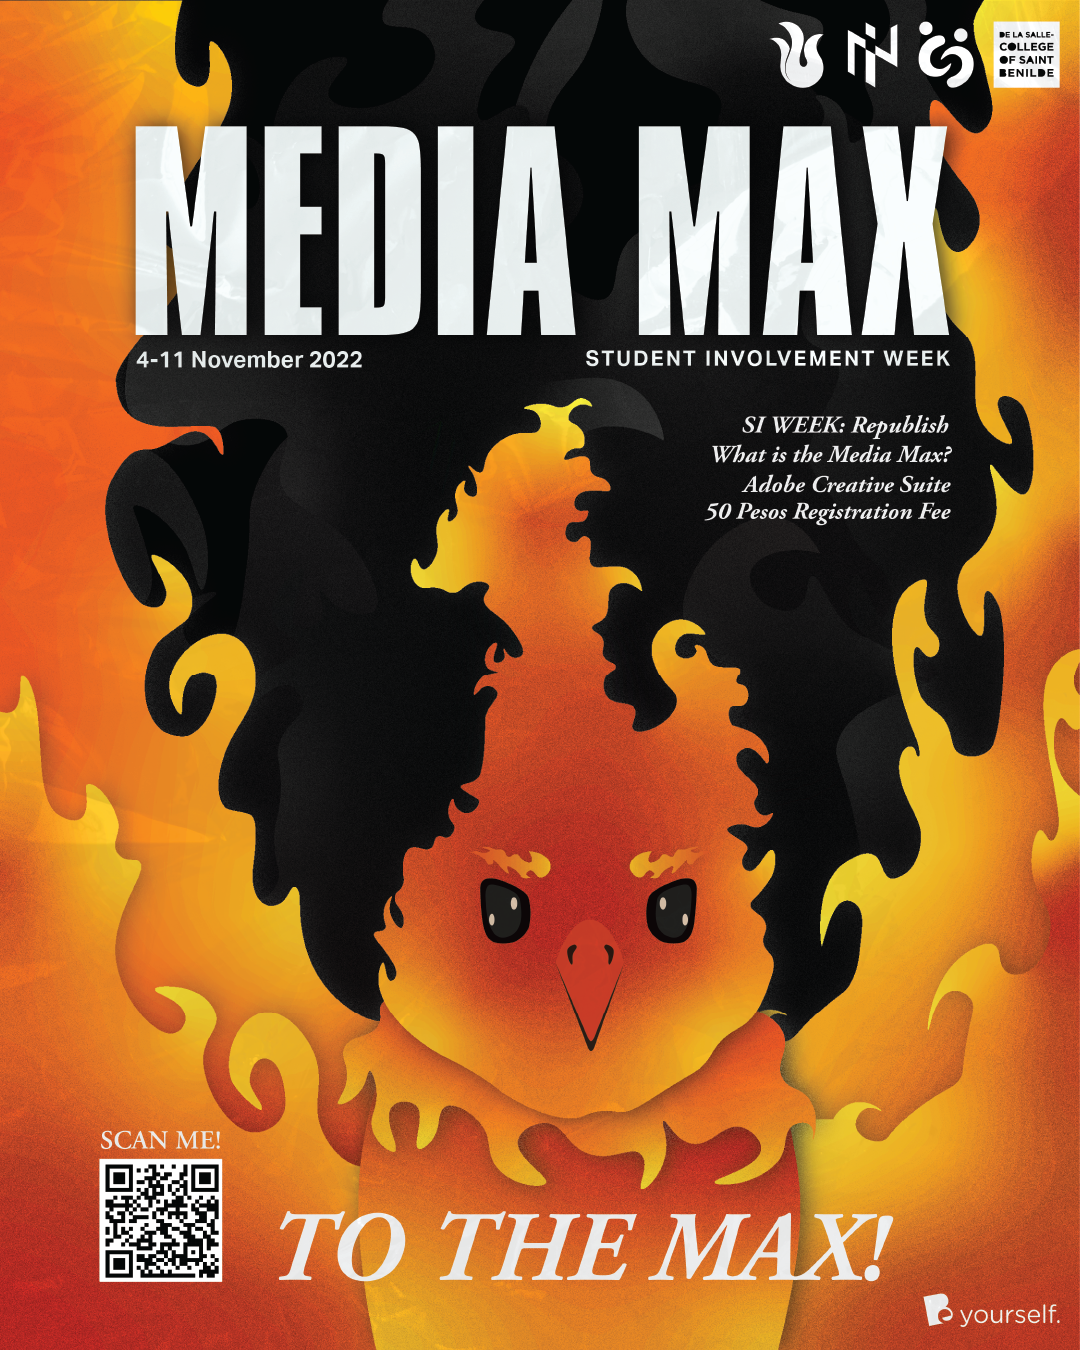 DE LA SALLE-
COLLEGE
OF SAINT
BENILDE
MEDIA MAX
4-11 November 2022
STUDENT INVOLVEMENT WEEK
SI WEEK: Republish
What is the Media Max?
Adobe Creative Suite
50 Pesos Registration Fee
SCAN ME!
TO THE MAX!
Be yourself.